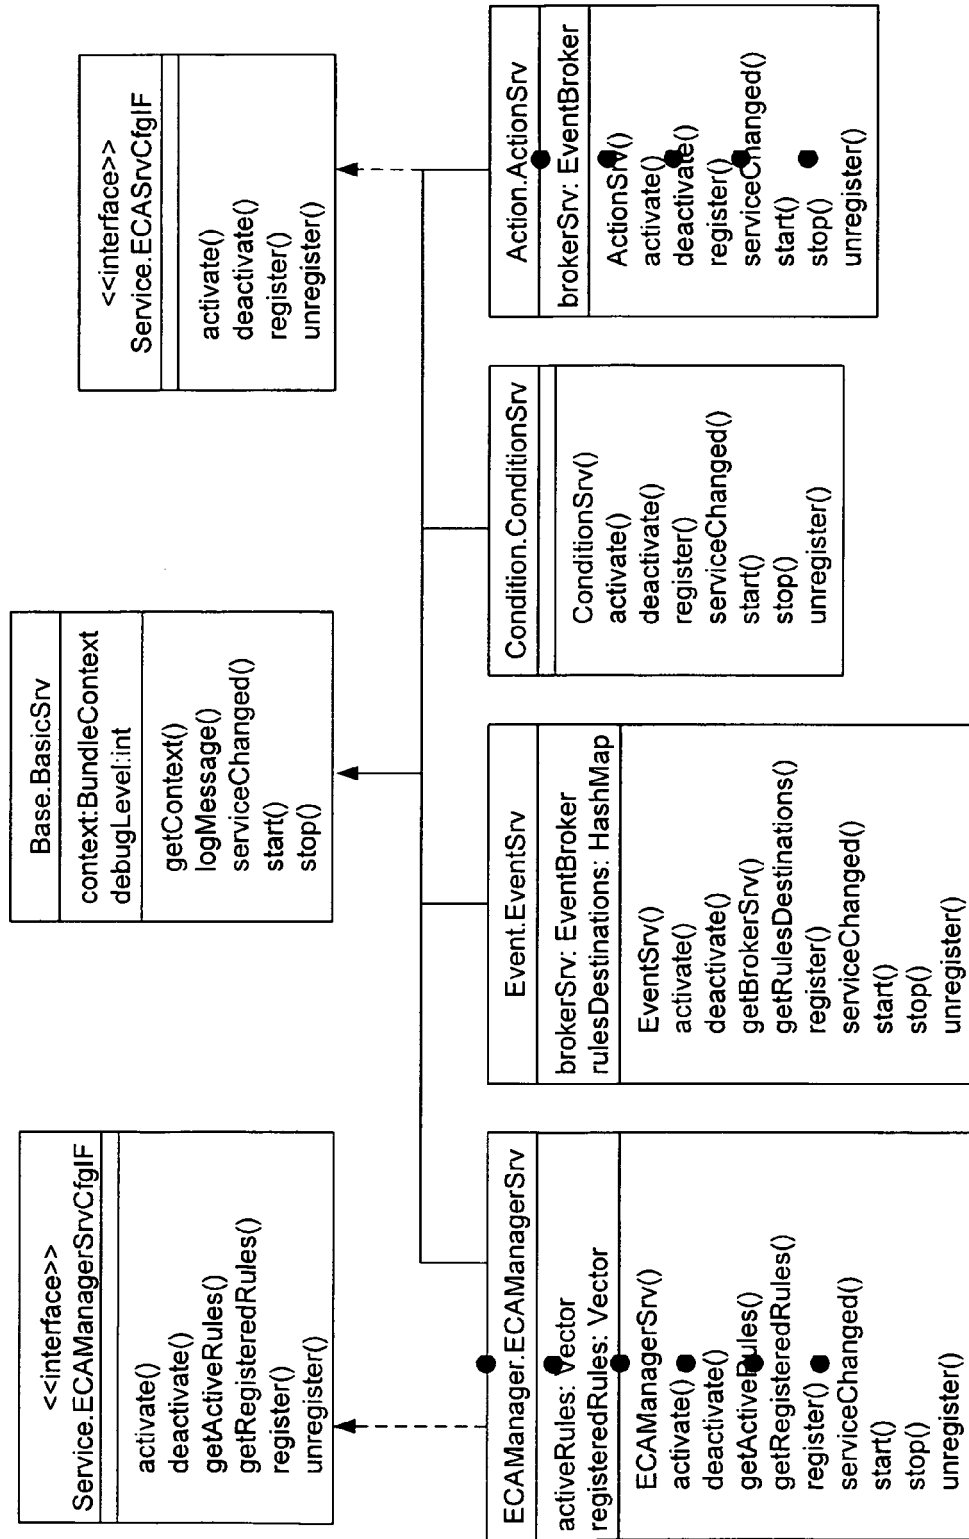 <<interface>>
Service.ECAManagerSrvCfgIF
activate()
deactivate()
getActiveRules()
getRegisteredRules()
register()
unregister()
Base.BasicSrv
context:BundleContext
debugLevel:int
getContext()
logMessage()
serviceChanged()
start()
stop()
<<interface>>
Service.ECASrvCfgIF
activate()
deactivate()
register()
unregister()
ECAManager.ECAManagerSrv
activeRules: Vector
registeredRules: Vector
ECAManagerSrv()
activate()
deactivate()
getActiveRules()
getRegisteredRules()
register()
serviceChanged()
start()
stop()
unregister()
Event.EventSrv
brokerSrv: EventBroker
rulesDestinations: HashMap
EventSrv()
activate()
deactivate()
getBrokerSrv()
getRulesDestinations()
register()
serviceChanged()
start()
stop()
unregister()
Condition.ConditionSrv
ConditionSrv()
activate()
deactivate()
register()
serviceChanged()
start()
stop()
unregister()
Action.ActionSrv
brokerSrv: EventBroker
ActionSrv()
activate()
deactivate()
register()
serviceChanged()
start()
stop()
unregister()